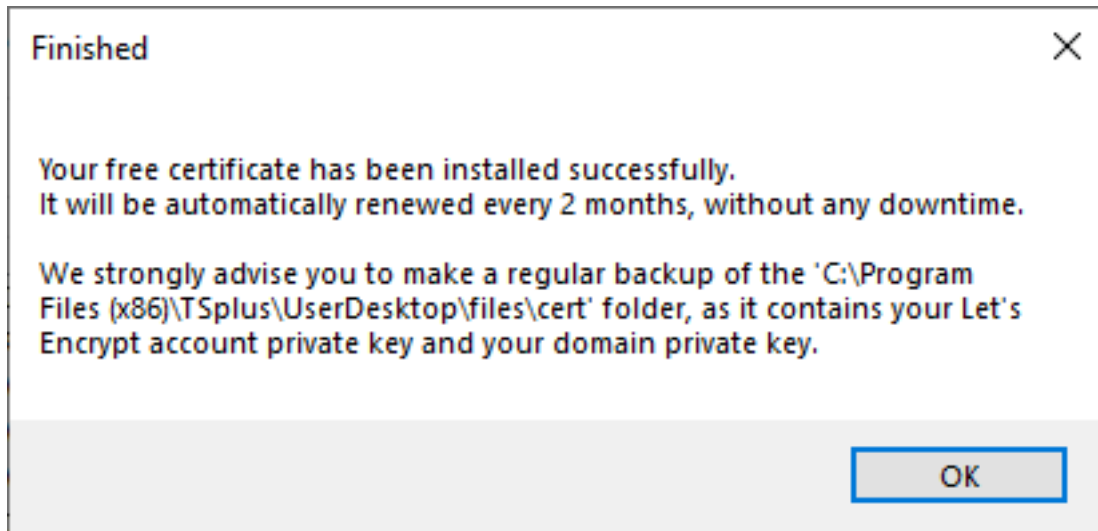 Finished
Your free certificate has been installed successfully.
It will be automatically renewed every 2 months, without any downtime.
We strongly advise you to make a regular backup of the 'C:\Program
Files (x86)\TSplus\UserDesktop\files\cert' folder, as it contains your Let's
Encrypt account private key and your domain private key.
OK